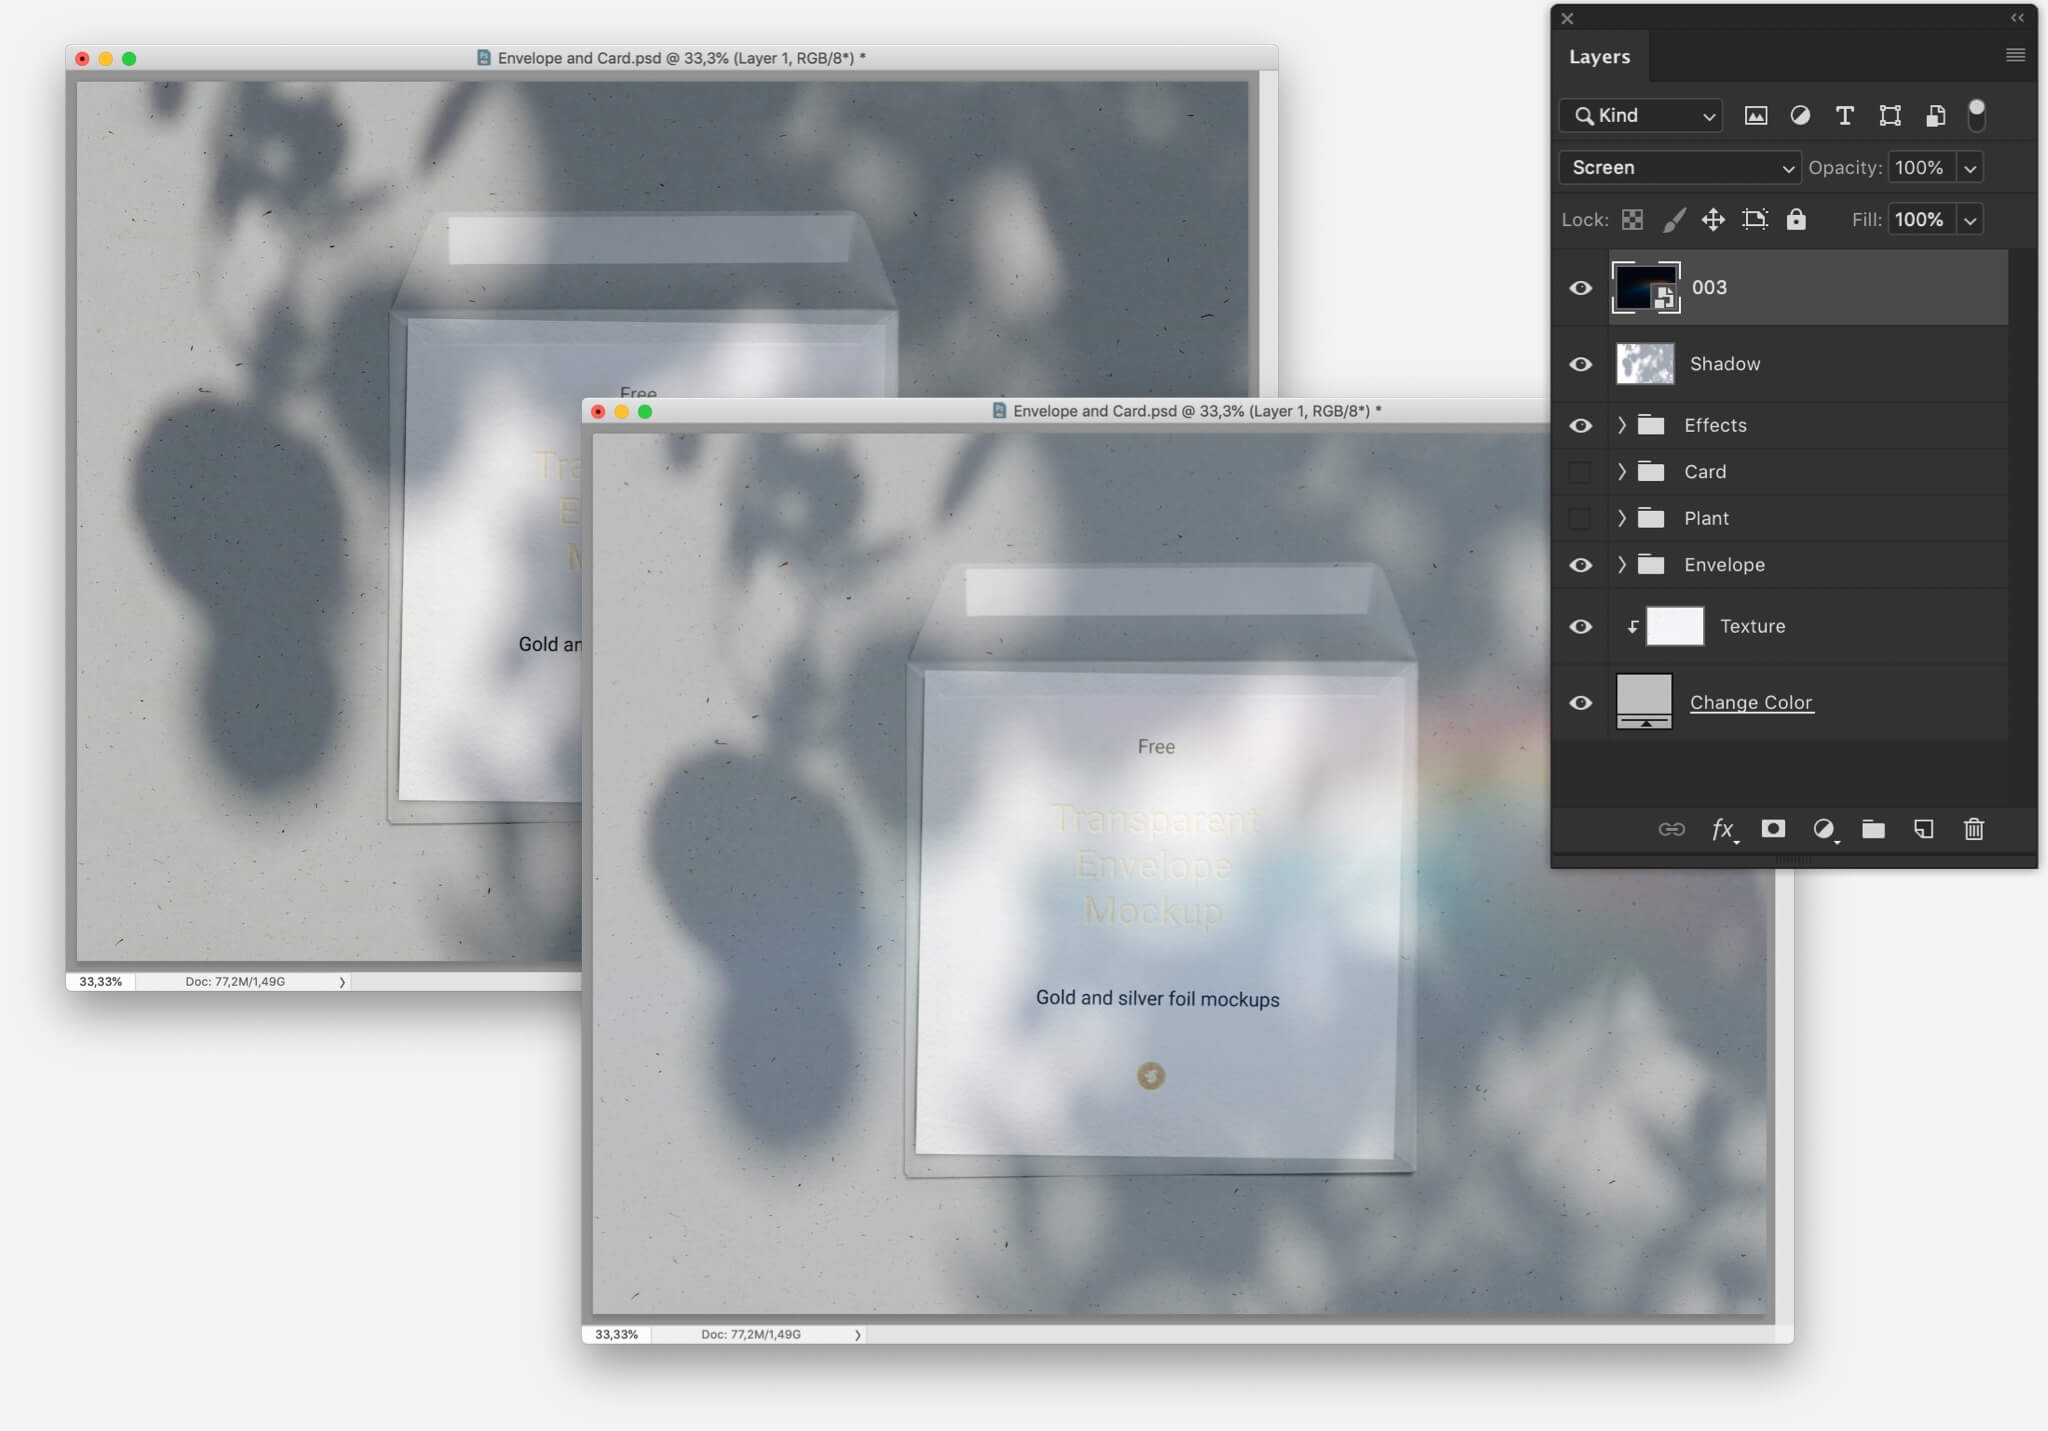 Envelope and Card.psd @ 33,3% (Layer 1, RGB/8*) *
Free
Tra
E
M
Gold an
33,33%
Doc: 77,2M/1,49G
Envelope and Card.psd @ 33,3% (Layer 1, RGB/8*) *
Free
Transparent
Envelope
Mockup
Gold and silver foil mockups
33,33%
Doc: 77,2M/1,49G
Layers
Kind
Screen
Opacity: 100%
Lock:
Fill: 100%
003
Shadow
Effects
Card
Plant
Envelope
Texture
Change Color
fx